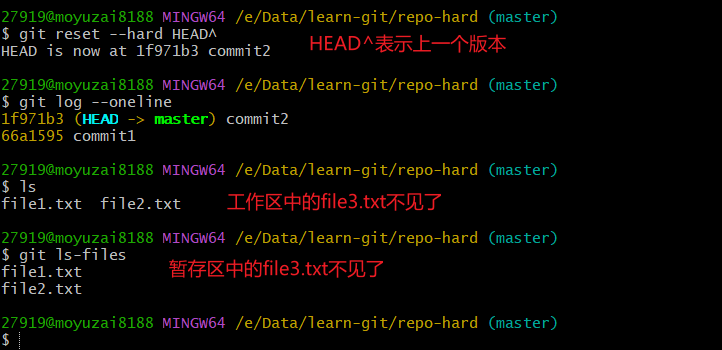 27919@moyuzai8188 MINGW64 /e/Data/learn-git/repo-hard (master)
$ git reset --hard HEAD^
HEAD is now at 1f971b3 commit2
HEAD^表示上一个版本
27919@moyuzai8188 MINGW64 /e/Data/learn-git/repo-hard (master)
$ git log --oneline
1f971b3 (HEAD -> master) commit2
66a1595 commit1
27919@moyuzai8188 MINGW64 /e/Data/learn-git/repo-hard (master)
$ ls
file1.txt  file2.txt
工作区中的file3.txt不见了
27919@moyuzai8188 MINGW64 /e/Data/learn-git/repo-hard (master)
$ git ls-files
file1.txt
暂存区中的file3.txt不见了
file2.txt
27919@moyuzai8188 MINGW64 /e/Data/learn-git/repo-hard (master)
$